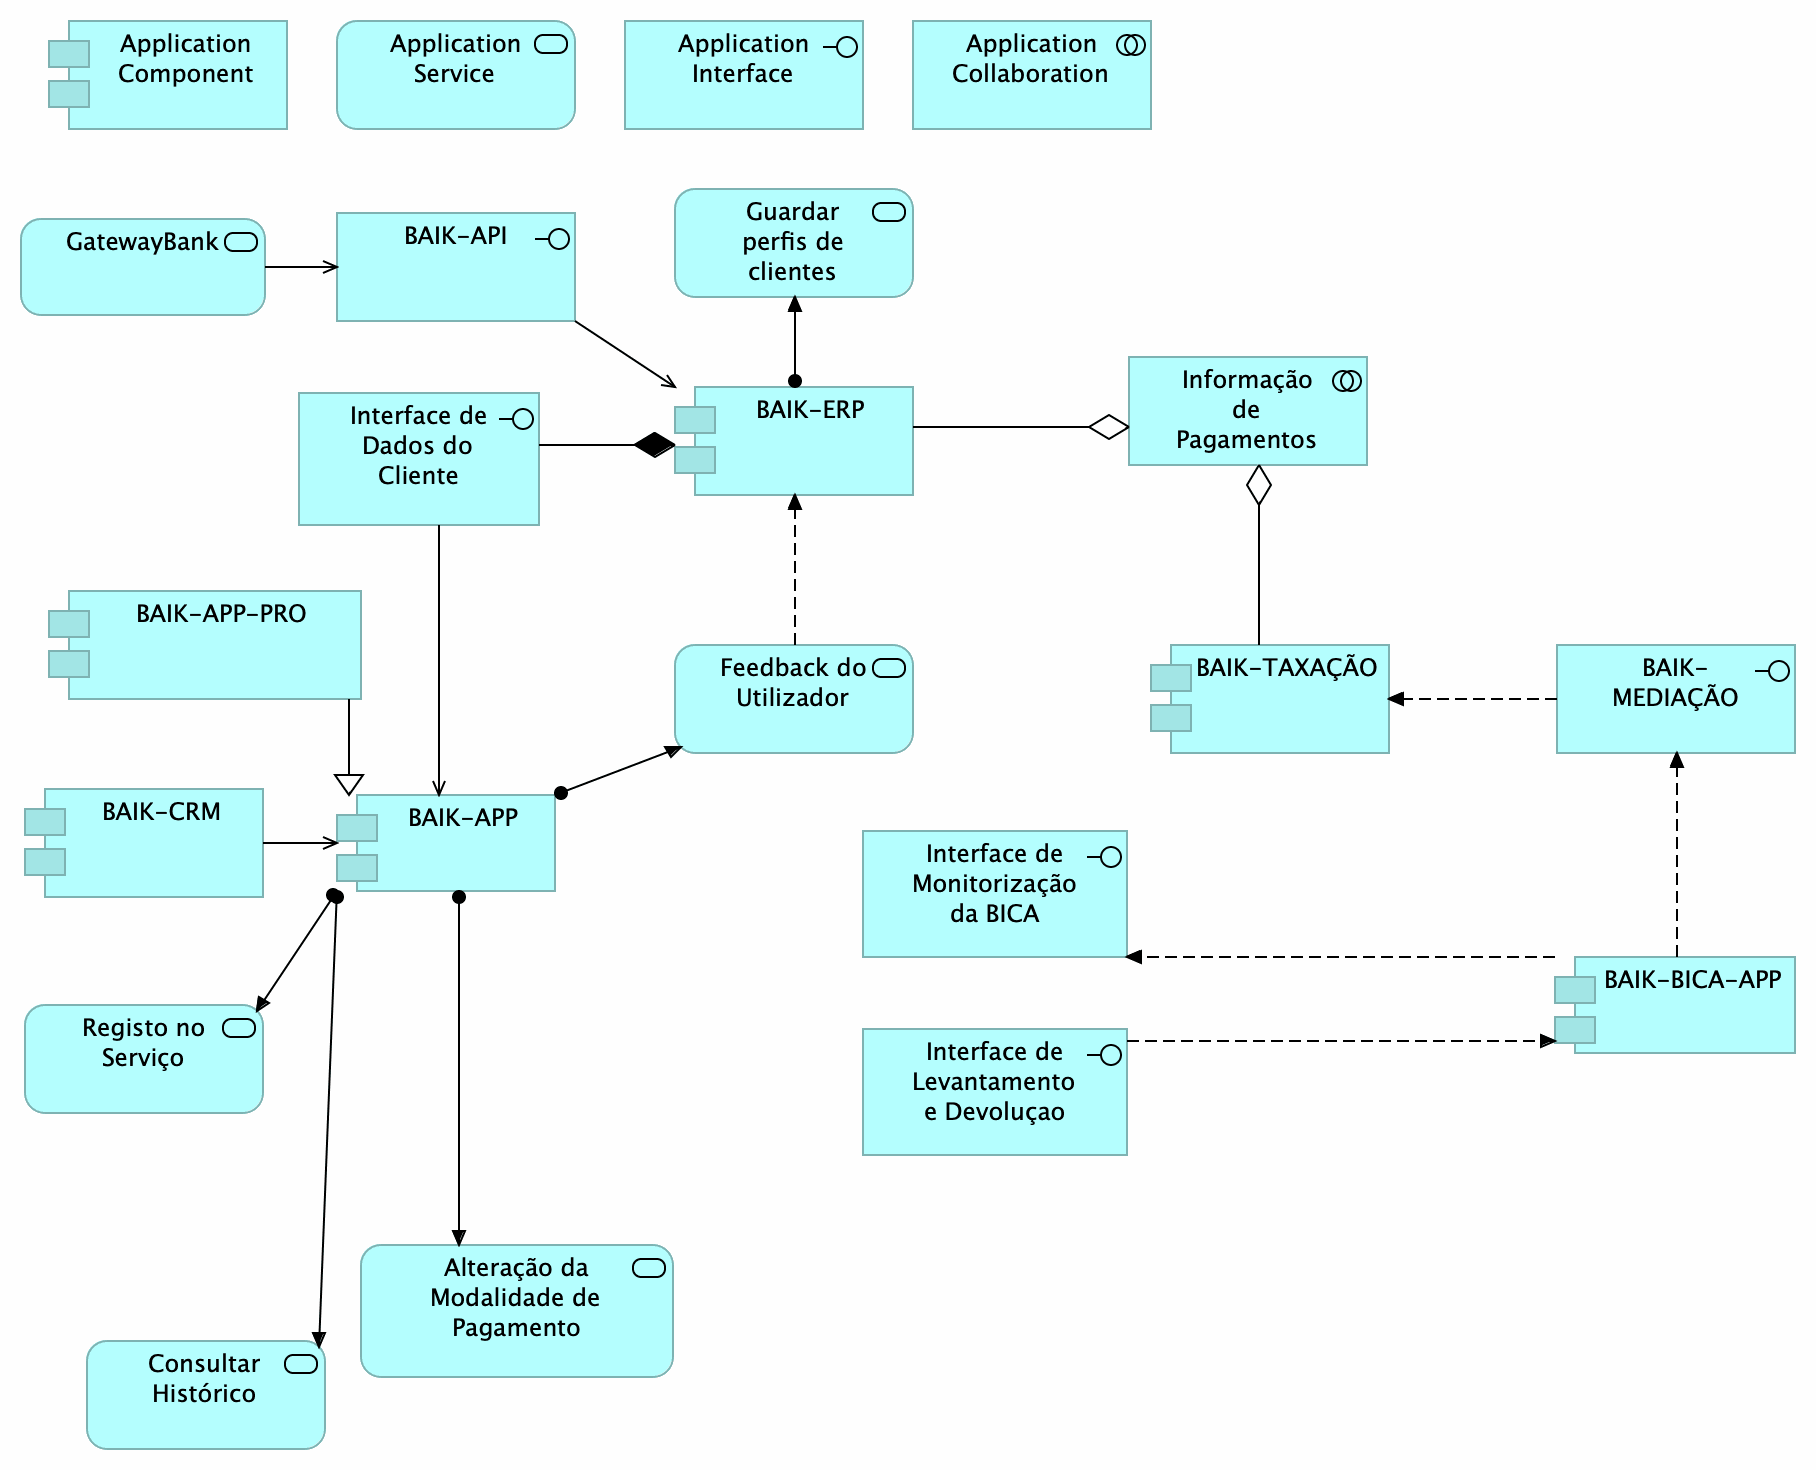 Application
Component
Application
Service
Application
Interface
Application
Collaboration
GatewayBank
BAIK-API
Guardar
perfis de
clientes
Interface de
Dados do
Cliente
BAIK-ERP
Informação
de
Pagamentos
BAIK-APP-PRO
Feedback do
Utilizador
BAIK-TAXAÇÃO
BAIK-
MEDIAÇÃO
BAIK-CRM
BAIK-APP
Interface de
Monitorização
da BICA
BAIK-BICA-APP
Registo no
Serviço
Interface de
Levantamento
e Devoluçao
Alteração da
Modalidade de
Pagamento
Consultar
Histórico